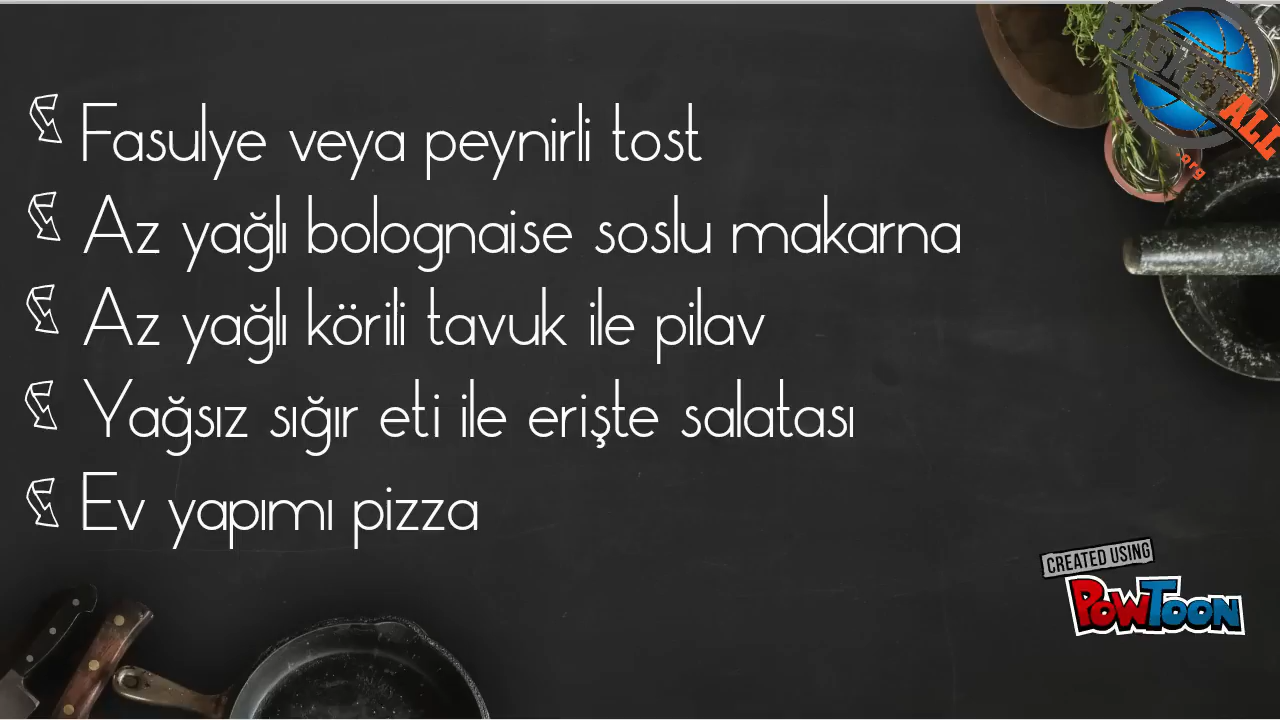 BASKETALL
.org
Fasulye veya peynirli tost
Az yağlı bolognaise soslu makarna
Az yağlı körili tavuk ile pilav
Yağsız sığır eti ile erişte salatası
Ev yapımı pizza
CREATED USING
POWTOON